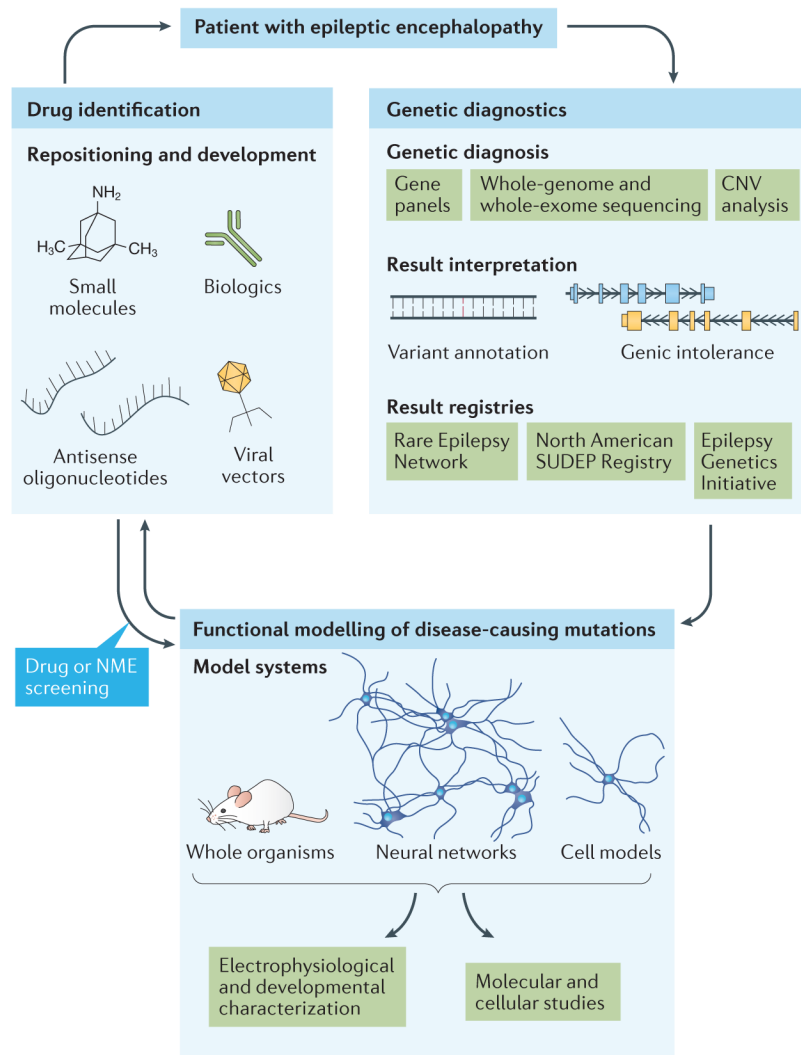 Patient with epileptic encephalopathy
Drug identification
Repositioning and development
NH₂
H₃C
CH₃
Small
molecules
Biologics
Antisense
oligonucleotides
Viral
vectors
Genetic diagnostics
Genetic diagnosis
Gene
panels
Whole-genome and
whole-exome sequencing
CNV
analysis
Result interpretation
Variant annotation
Genic intolerance
Result registries
Rare Epilepsy
Network
North American
SUDEP Registry
Epilepsy
Genetics
Initiative
Drug or NME
screening
Functional modelling of disease-causing mutations
Model systems
Whole organisms
Neural networks
Cell models
Electrophysiological
and developmental
characterization
Molecular and
cellular studies